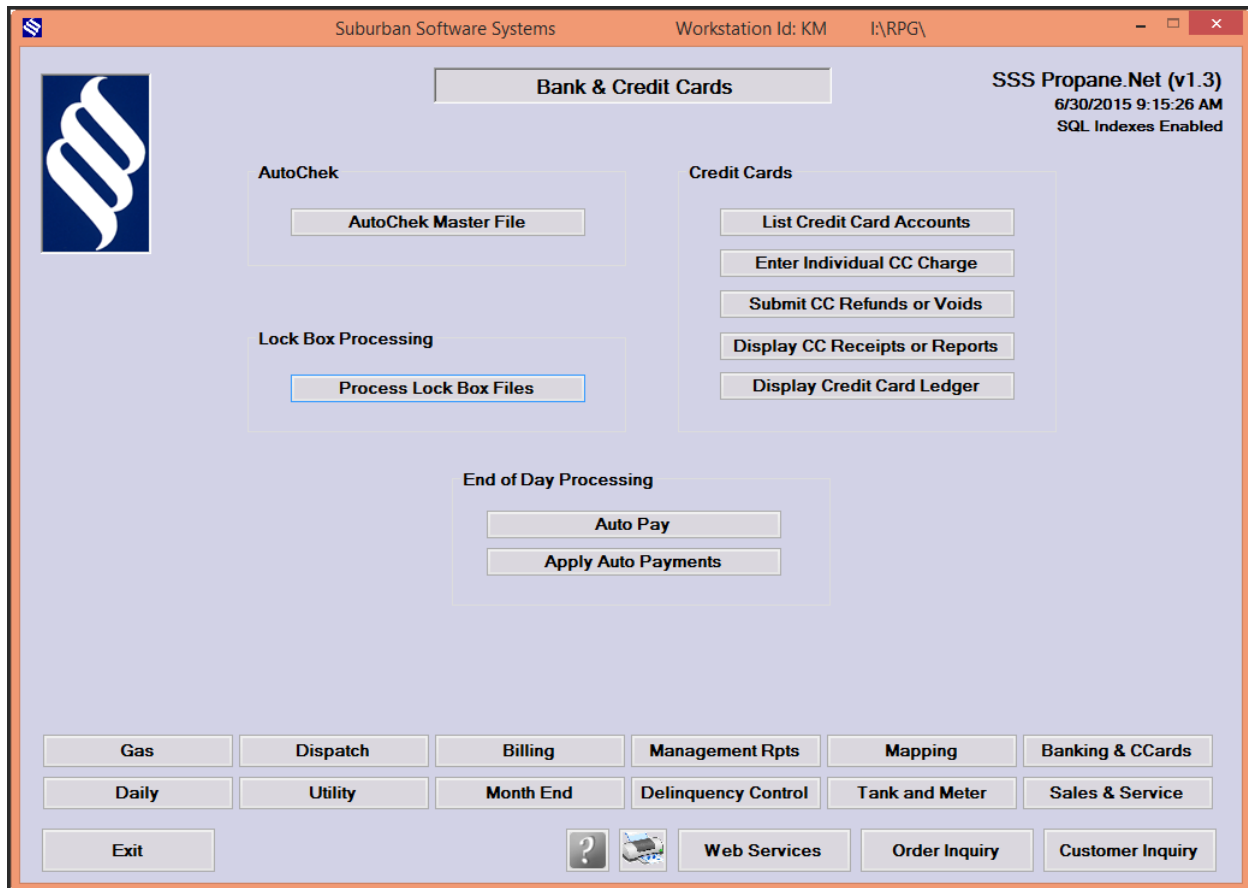 Suburban Software Systems Workstation Id: KM I:\RPG\
Bank & Credit Cards
SSS Propane.Net (v1.3)
6/30/2015 9:15:26 AM
SQL Indexes Enabled
AutoChek
AutoChek Master File
Lock Box Processing
Process Lock Box Files
Credit Cards
List Credit Card Accounts
Enter Individual CC Charge
Submit CC Refunds or Voids
Display CC Receipts or Reports
Display Credit Card Ledger
End of Day Processing
Auto Pay
Apply Auto Payments
Gas Dispatch Billing Management Rpts Mapping Banking & CCards
Daily Utility Month End Delinquency Control Tank and Meter Sales & Service
Exit ? Web Services Order Inquiry Customer Inquiry